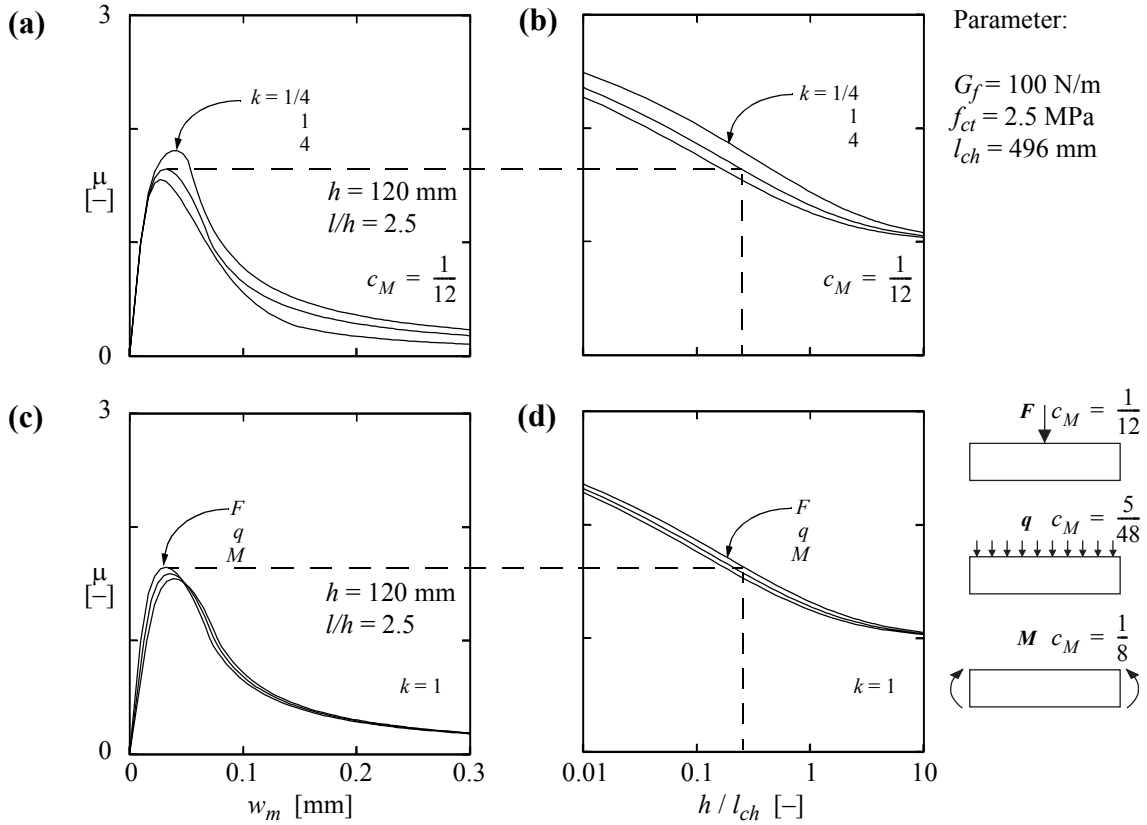 (a)
3
k = 1/4
1
4
μ
[–]
h = 120 mm
l/h = 2.5
c_M = 1/12
0
(b)
k = 1/4
1
4
c_M = 1/12
Parameter:
G_f = 100 N/m
f_ct = 2.5 MPa
l_ch = 496 mm
(c)
3
F
q
M
μ
[–]
h = 120 mm
l/h = 2.5
k = 1
0
0 0.1 0.2 0.3
w_m [mm]
(d)
F
q
M
k = 1
0.01 0.1 1 10
h / l_ch [–]
F c_M = 1/12
q c_M = 5/48
M c_M = 1/8